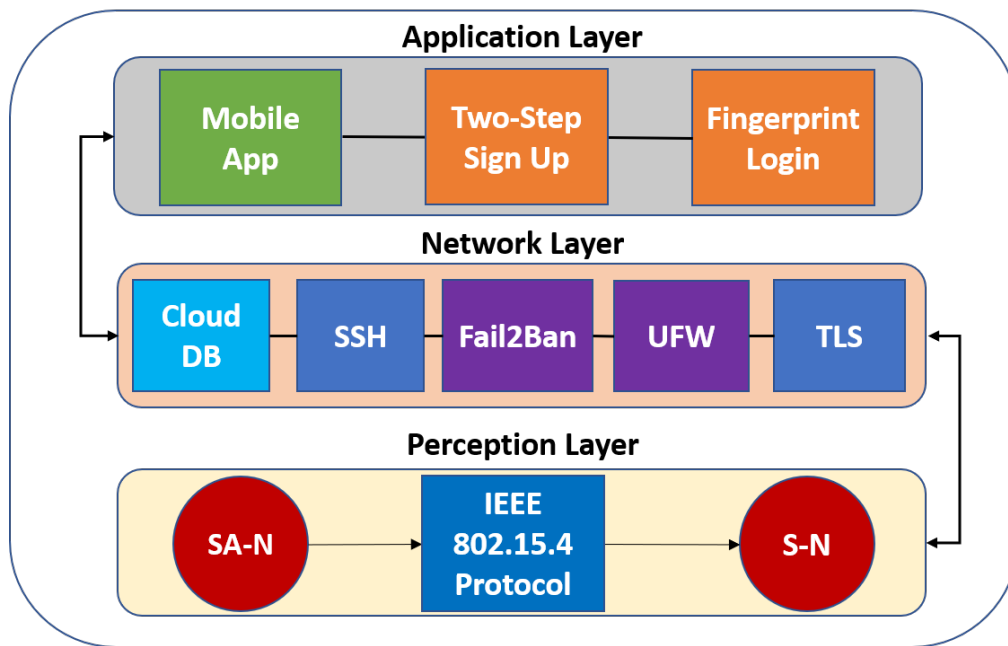 Application Layer
Mobile
App
Two-Step
Sign Up
Fingerprint
Login
Network Layer
Cloud
DB
SSH
Fail2Ban
UFW
TLS
Perception Layer
SA-N
IEEE
802.15.4
Protocol
S-N